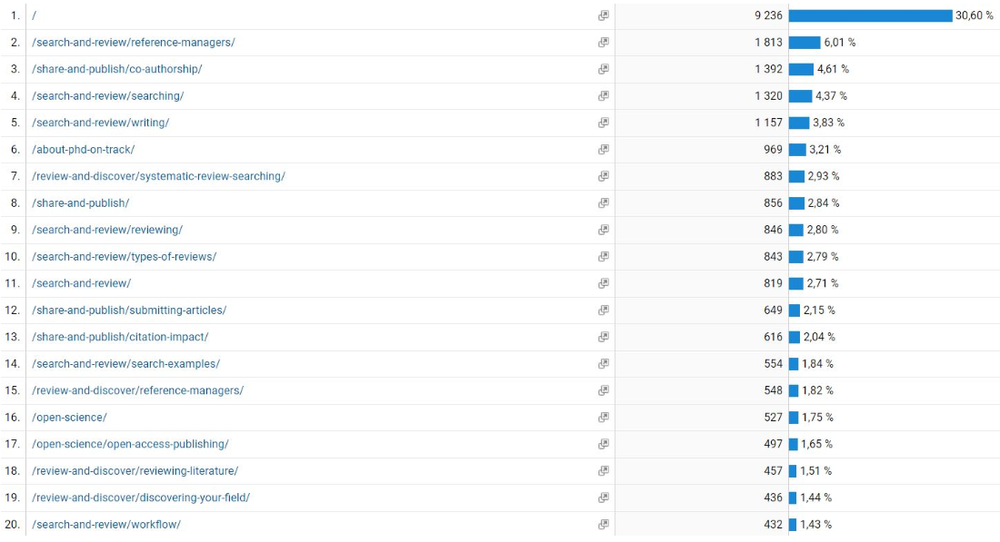 1. / 9 236 30,60 %
2. /search-and-review/reference-managers/ 1 813 6,01 %
3. /share-and-publish/co-authorship/ 1 392 4,61 %
4. /search-and-review/searching/ 1 320 4,37 %
5. /search-and-review/writing/ 1 157 3,83 %
6. /about-phd-on-track/ 969 3,21 %
7. /review-and-discover/systematic-review-searching/ 883 2,93 %
8. /share-and-publish/ 856 2,84 %
9. /search-and-review/reviewing/ 846 2,80 %
10. /search-and-review/types-of-reviews/ 843 2,79 %
11. /search-and-review/ 819 2,71 %
12. /share-and-publish/submitting-articles/ 649 2,15 %
13. /share-and-publish/citation-impact/ 616 2,04 %
14. /search-and-review/search-examples/ 554 1,84 %
15. /review-and-discover/reference-managers/ 548 1,82 %
16. /open-science/ 527 1,75 %
17. /open-science/open-access-publishing/ 497 1,65 %
18. /review-and-discover/reviewing-literature/ 457 1,51 %
19. /review-and-discover/discovering-your-field/ 436 1,44 %
20. /search-and-review/workflow/ 432 1,43 %